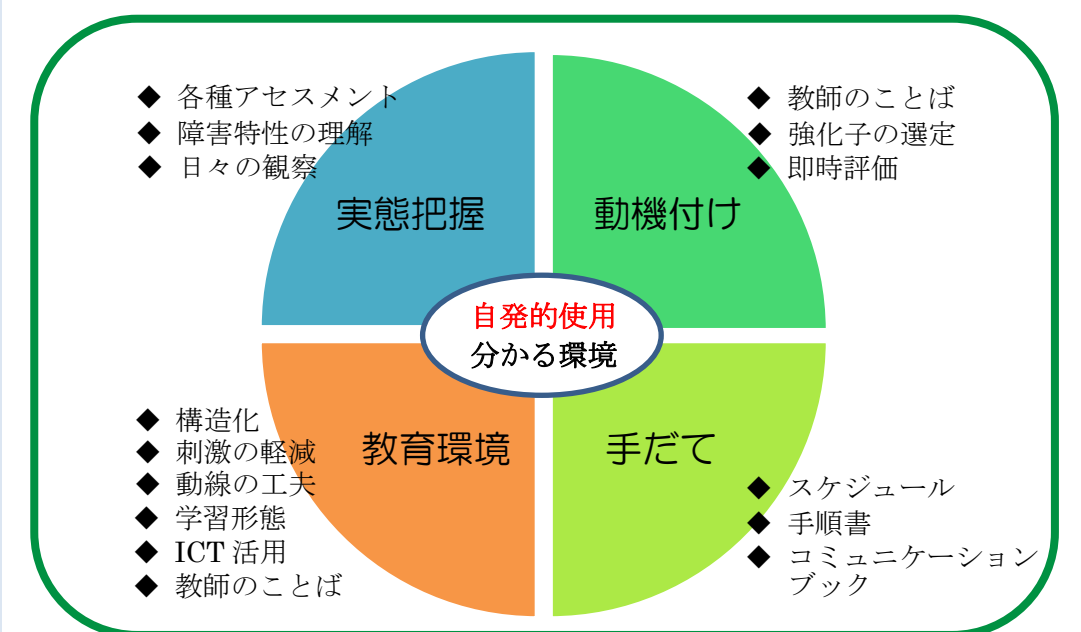 ◆ 各種アセスメント
◆ 障害特性の理解
◆ 日々の観察
実態把握
◆ 教師のことば
◆ 強化子の選定
◆ 即時評価
動機付け
自発的使用
分かる環境
◆ 構造化
◆ 刺激の軽減
◆ 動線の工夫
◆ 学習形態
◆ ICT 活用
◆ 教師のことば
教育環境
手だて
◆ スケジュール
◆ 手順書
◆ コミュニケーション
ブック